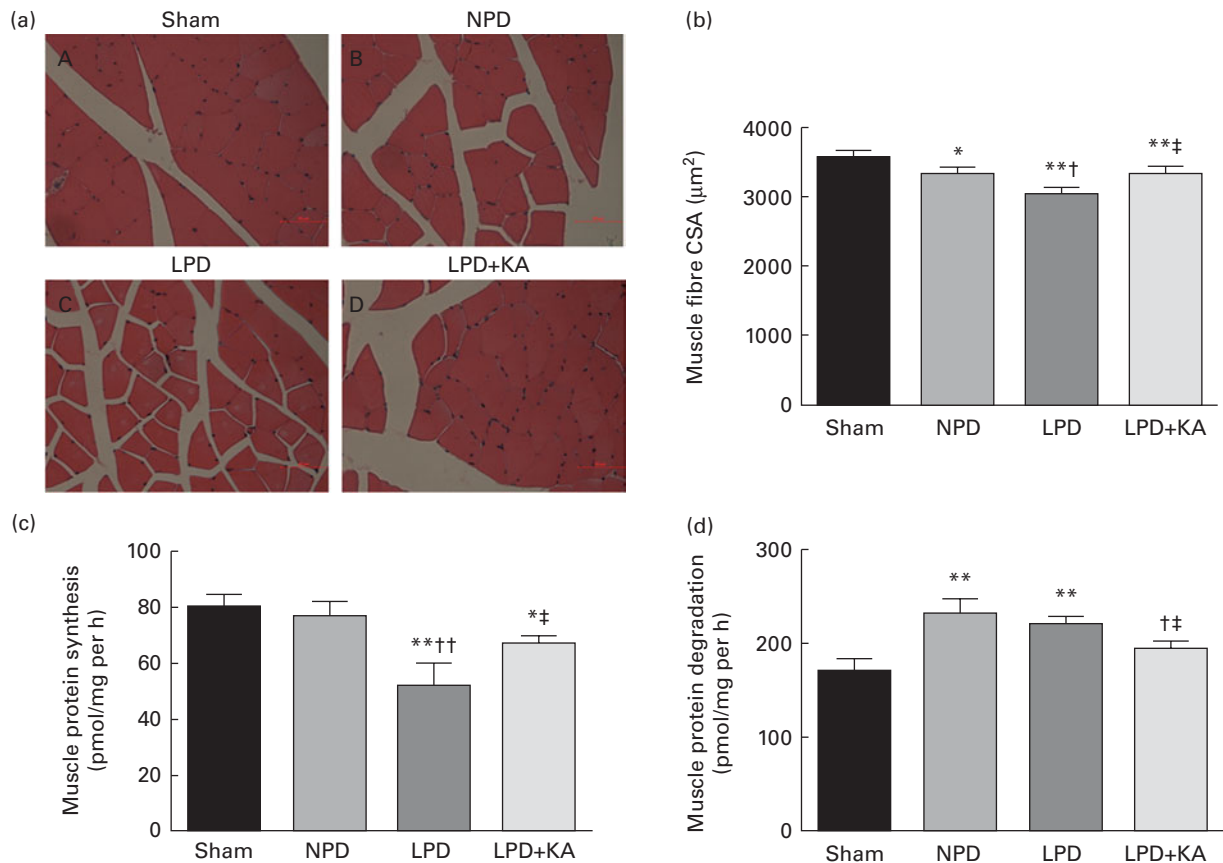 (a)
Sham
NPD
A
B
LPD
LPD+KA
C
D
(b)
Muscle fibre CSA (μm²)
4000
3000
2000
1000
0
*
**†
**‡
Sham
NPD
LPD
LPD+KA
(c)
Muscle protein synthesis
(pmol/mg per h)
100
80
60
40
20
0
**††
*‡
Sham
NPD
LPD
LPD+KA
(d)
Muscle protein degradation
(pmol/mg per h)
300
200
100
0
**
**
†‡
Sham
NPD
LPD
LPD+KA